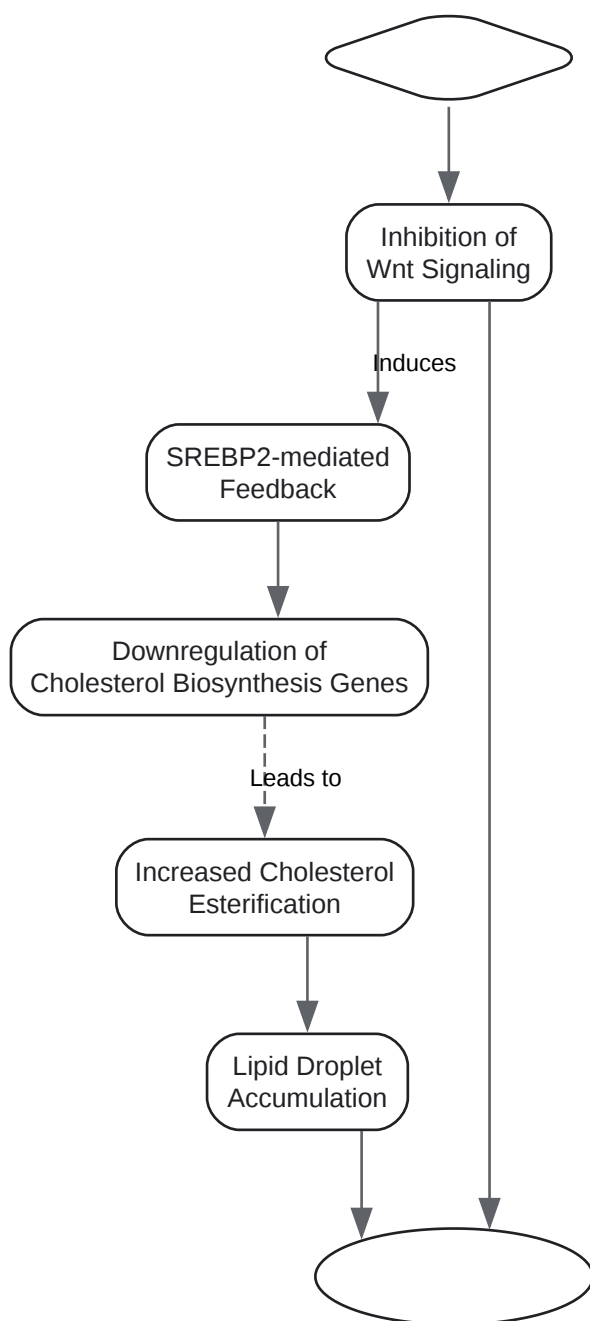 Inhibition of
Wnt Signaling
Induces
SREBP2-mediated
Feedback
Downregulation of
Cholesterol Biosynthesis Genes
Leads to
Increased Cholesterol
Esterification
Lipid Droplet
Accumulation